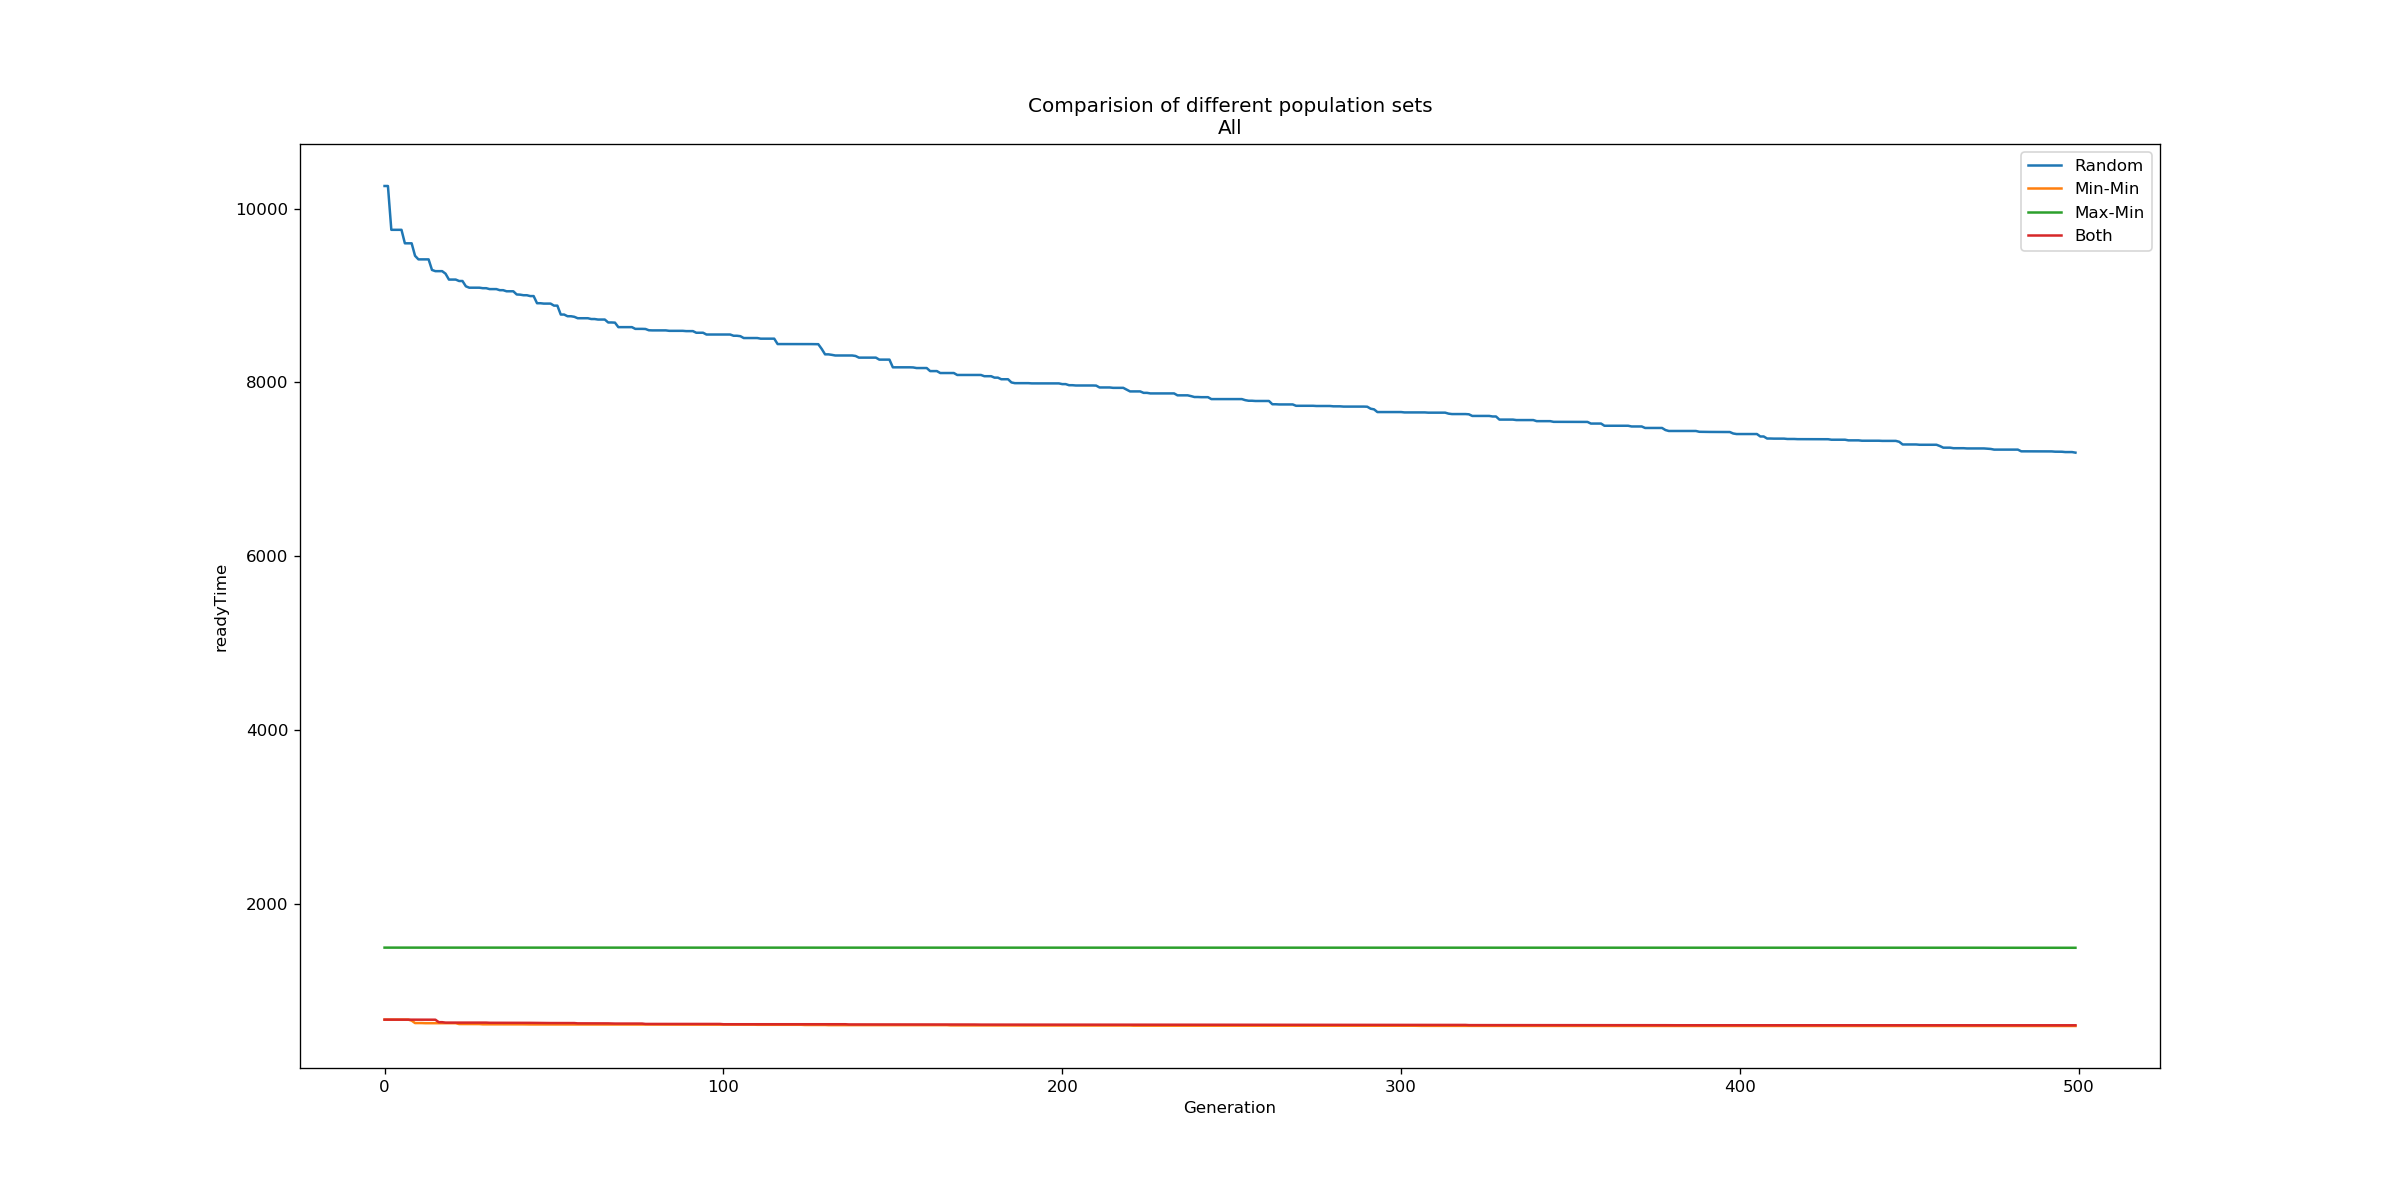 Comparision of different population sets
All
Random
Min-Min
Max-Min
Both
10000
8000
6000
4000
2000
readyTime
0 100 200 300 400 500
Generation